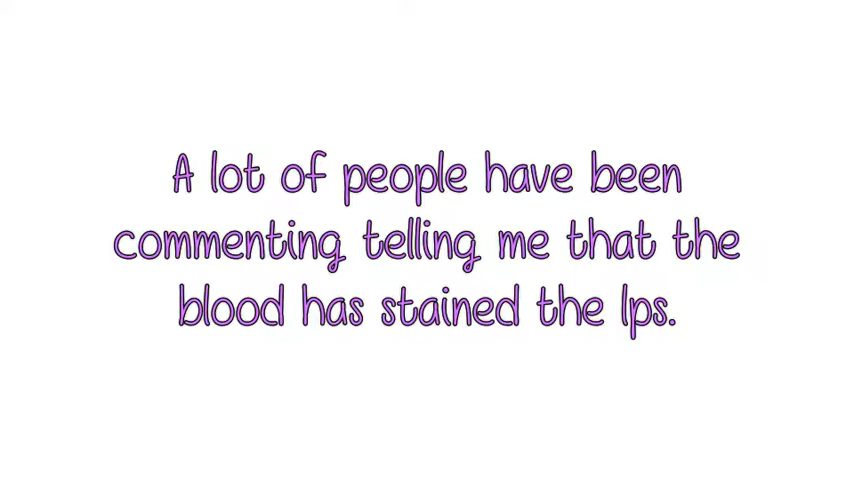 A lot of people have been
commenting telling me that the
blood has stained the lps.